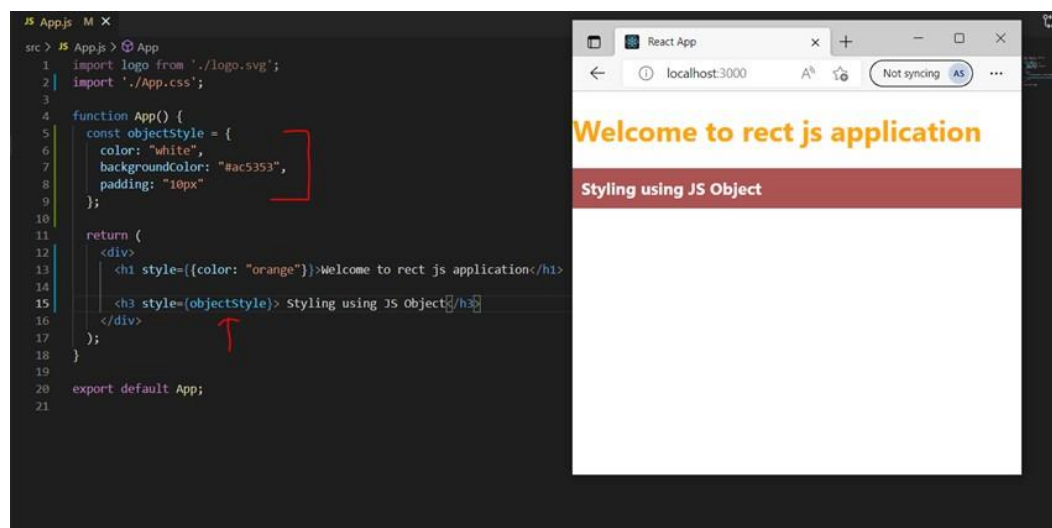 JS App.js M ×
src > JS App.js > App
1 import logo from './logo.svg';
2 import './App.css';
3
4 function App() {
5 const objectStyle = {
6 color: "white",
7 backgroundColor: "#ac5353",
8 padding: "10px"
9 };
10
11 return (
12 <div>
13 <h1 style={{color: "orange"}}>Welcome to rect js application</h1>
14
15 <h3 style={objectStyle}> Styling using JS Object</h3>
16 </div>
17 );
18 }
19
20 export default App;
21
React App
localhost:3000
Not syncing AS
Welcome to rect js application
Styling using JS Object